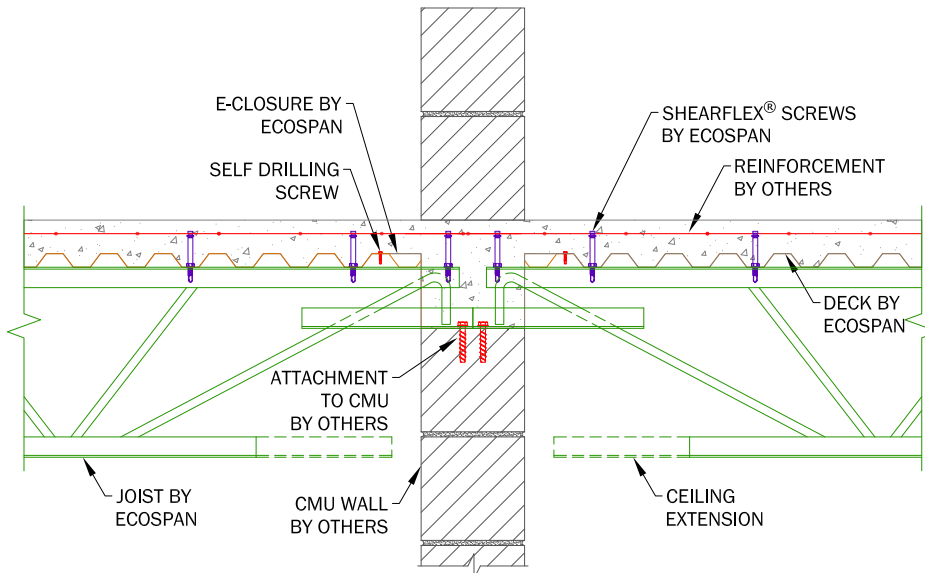 E-CLOSURE BY
ECOSPAN
SELF DRILLING
SCREW
SHEARFLEX® SCREWS
BY ECOSPAN
REINFORCEMENT
BY OTHERS
DECK BY
ECOSPAN
ATTACHMENT
TO CMU
BY OTHERS
JOIST BY
ECOSPAN
CMU WALL
BY OTHERS
CEILING
EXTENSION